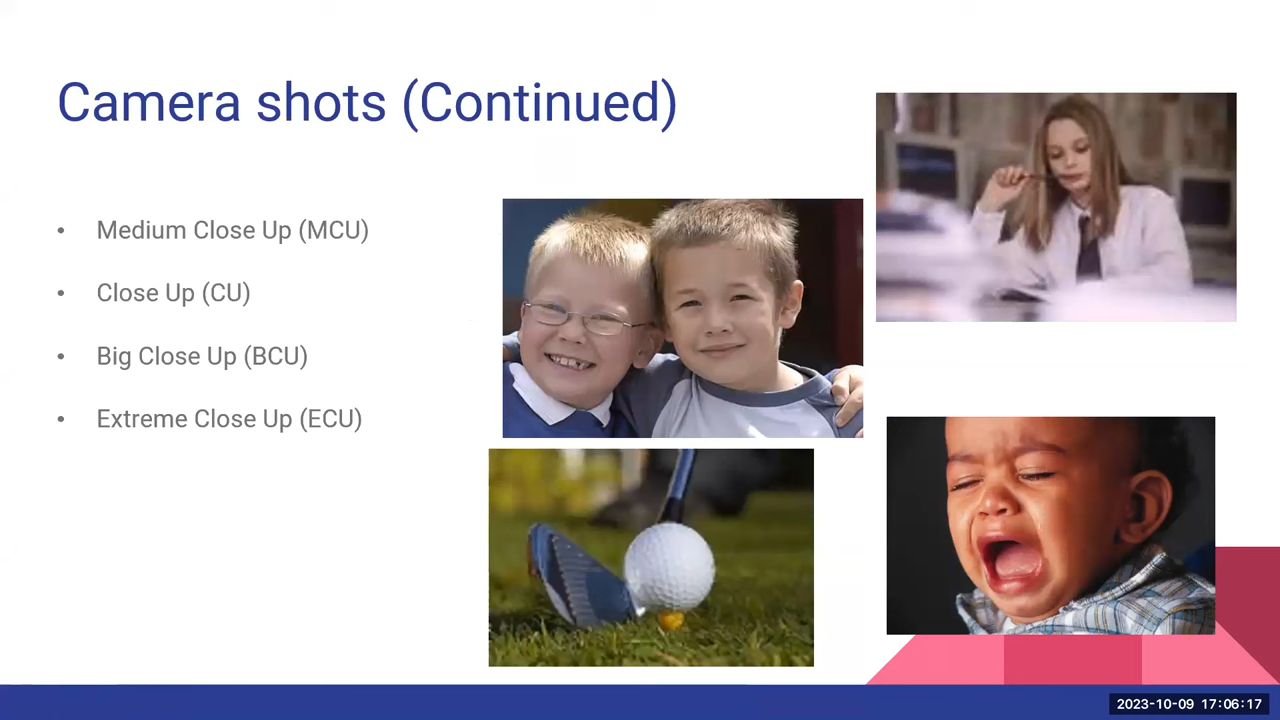 Camera shots (Continued)
• Medium Close Up (MCU)
• Close Up (CU)
• Big Close Up (BCU)
• Extreme Close Up (ECU)
2023-10-09 17:06:17